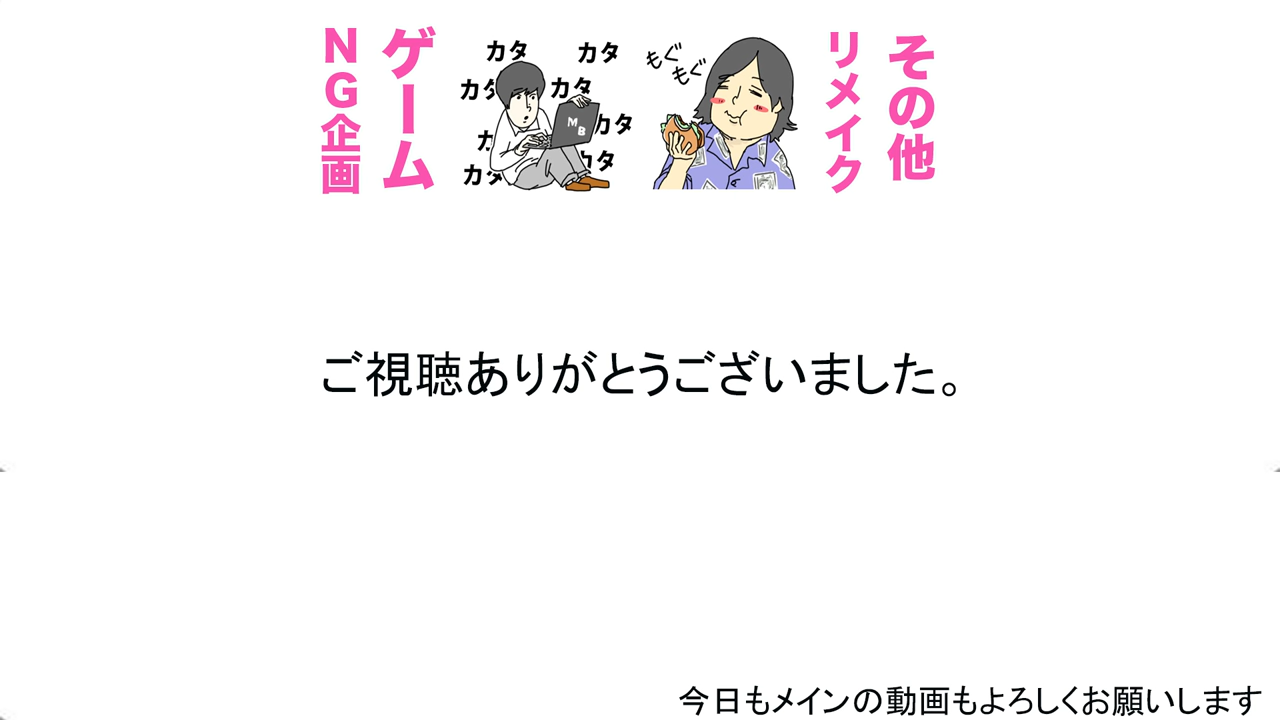 ゲーム
NG企画
カタ
カタ
カタ
カタ
カタ
カタ
カタ
MB
もぐ
もぐ
その他
リメイク
ご視聴ありがとうございました。
今日もメインの動画もよろしくお願いします